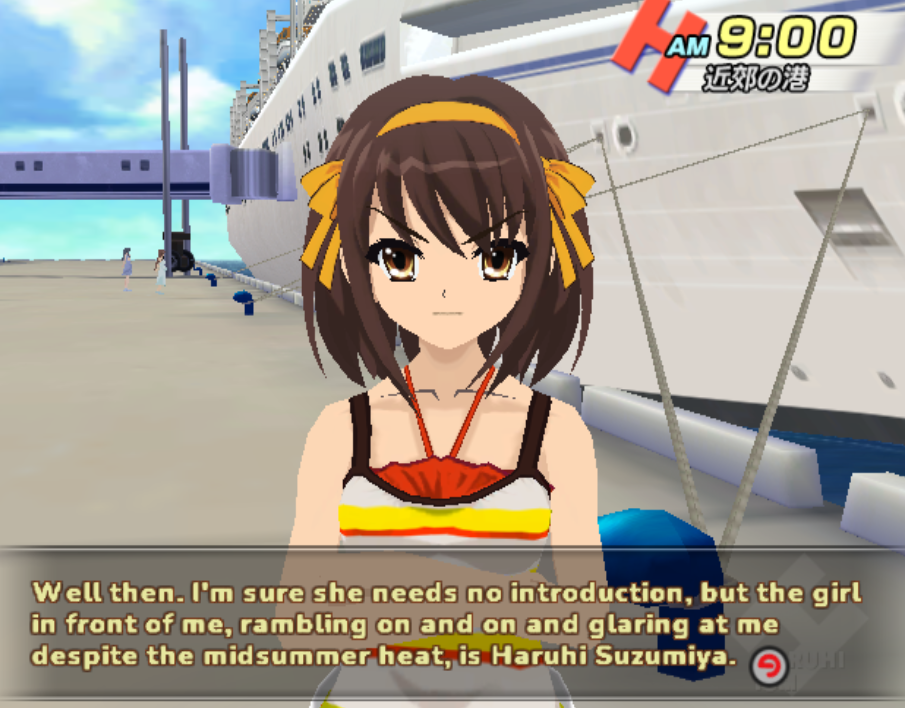 H AM 9:00
近郊の港
Well then. I'm sure she needs no introduction, but the girl
in front of me, rambling on and on and glaring at me
despite the midsummer heat, is Haruhi Suzumiya.